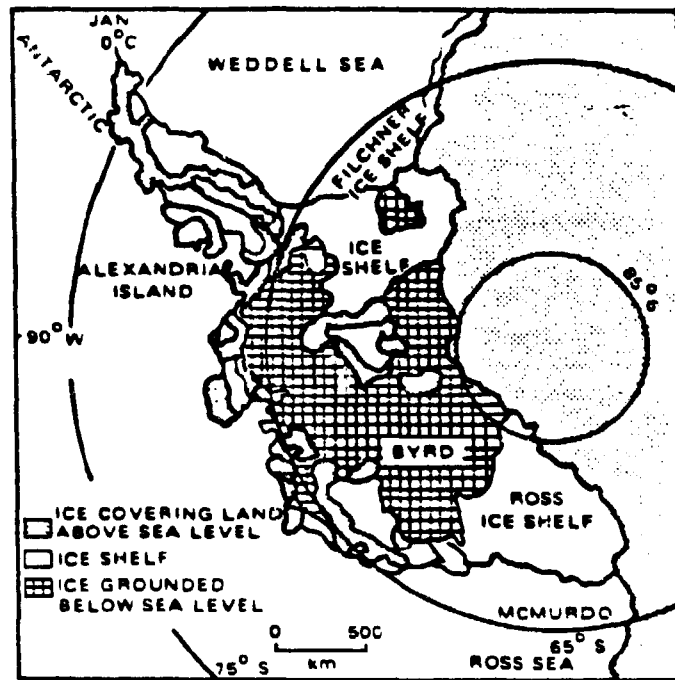 JAN
0°C
ANTARCTIC
WEDDELL SEA
FILCHNER
ICE SHELF
ICE
SHELF
ALEXANDRIA
ISLAND
85°S
90°W
BYRD
ROSS
ICE SHELF
ICE COVERING LAND
ABOVE SEA LEVEL
ICE SHELF
ICE GROUNDED
BELOW SEA LEVEL
MCMURDO
0 500
km
65° S
75° S
ROSS SEA